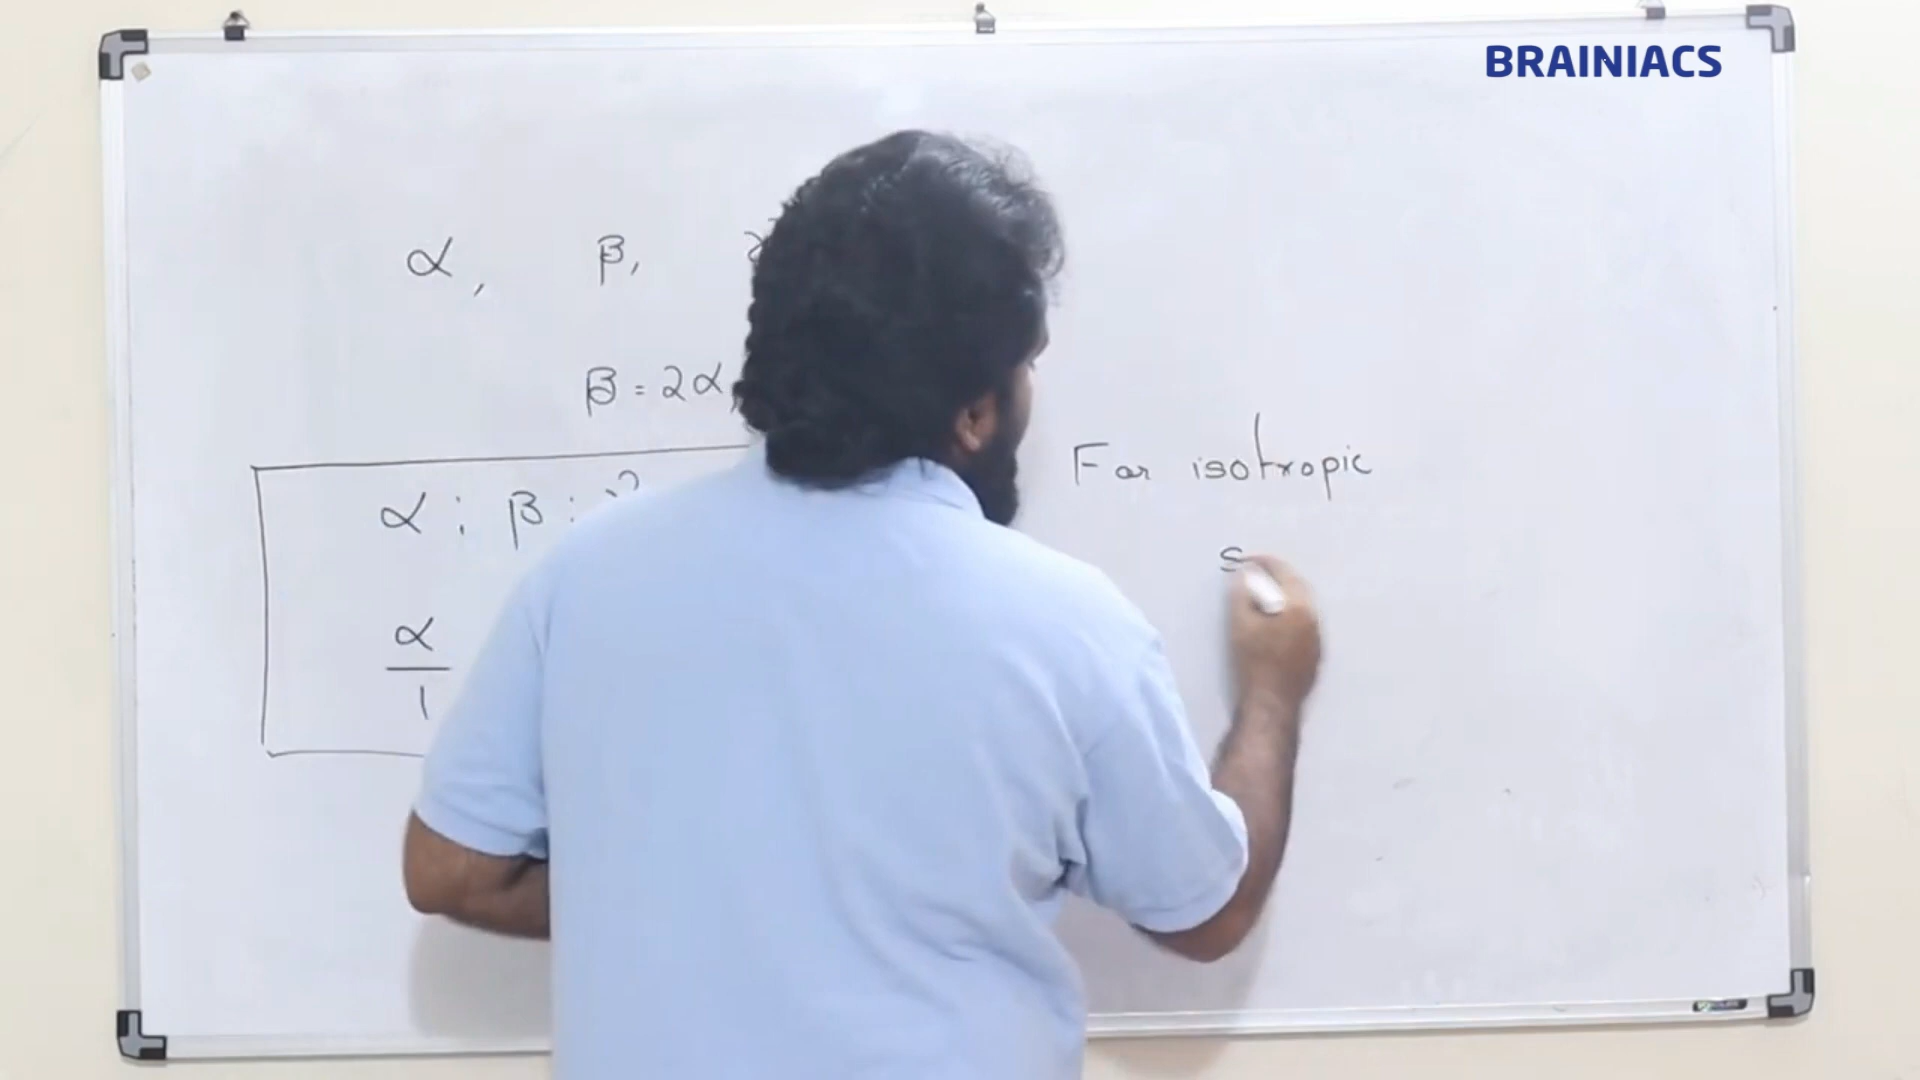 BRAINIACS
α, β, γ
β = 2α,
α : β : γ
For isotropic
α
1
s